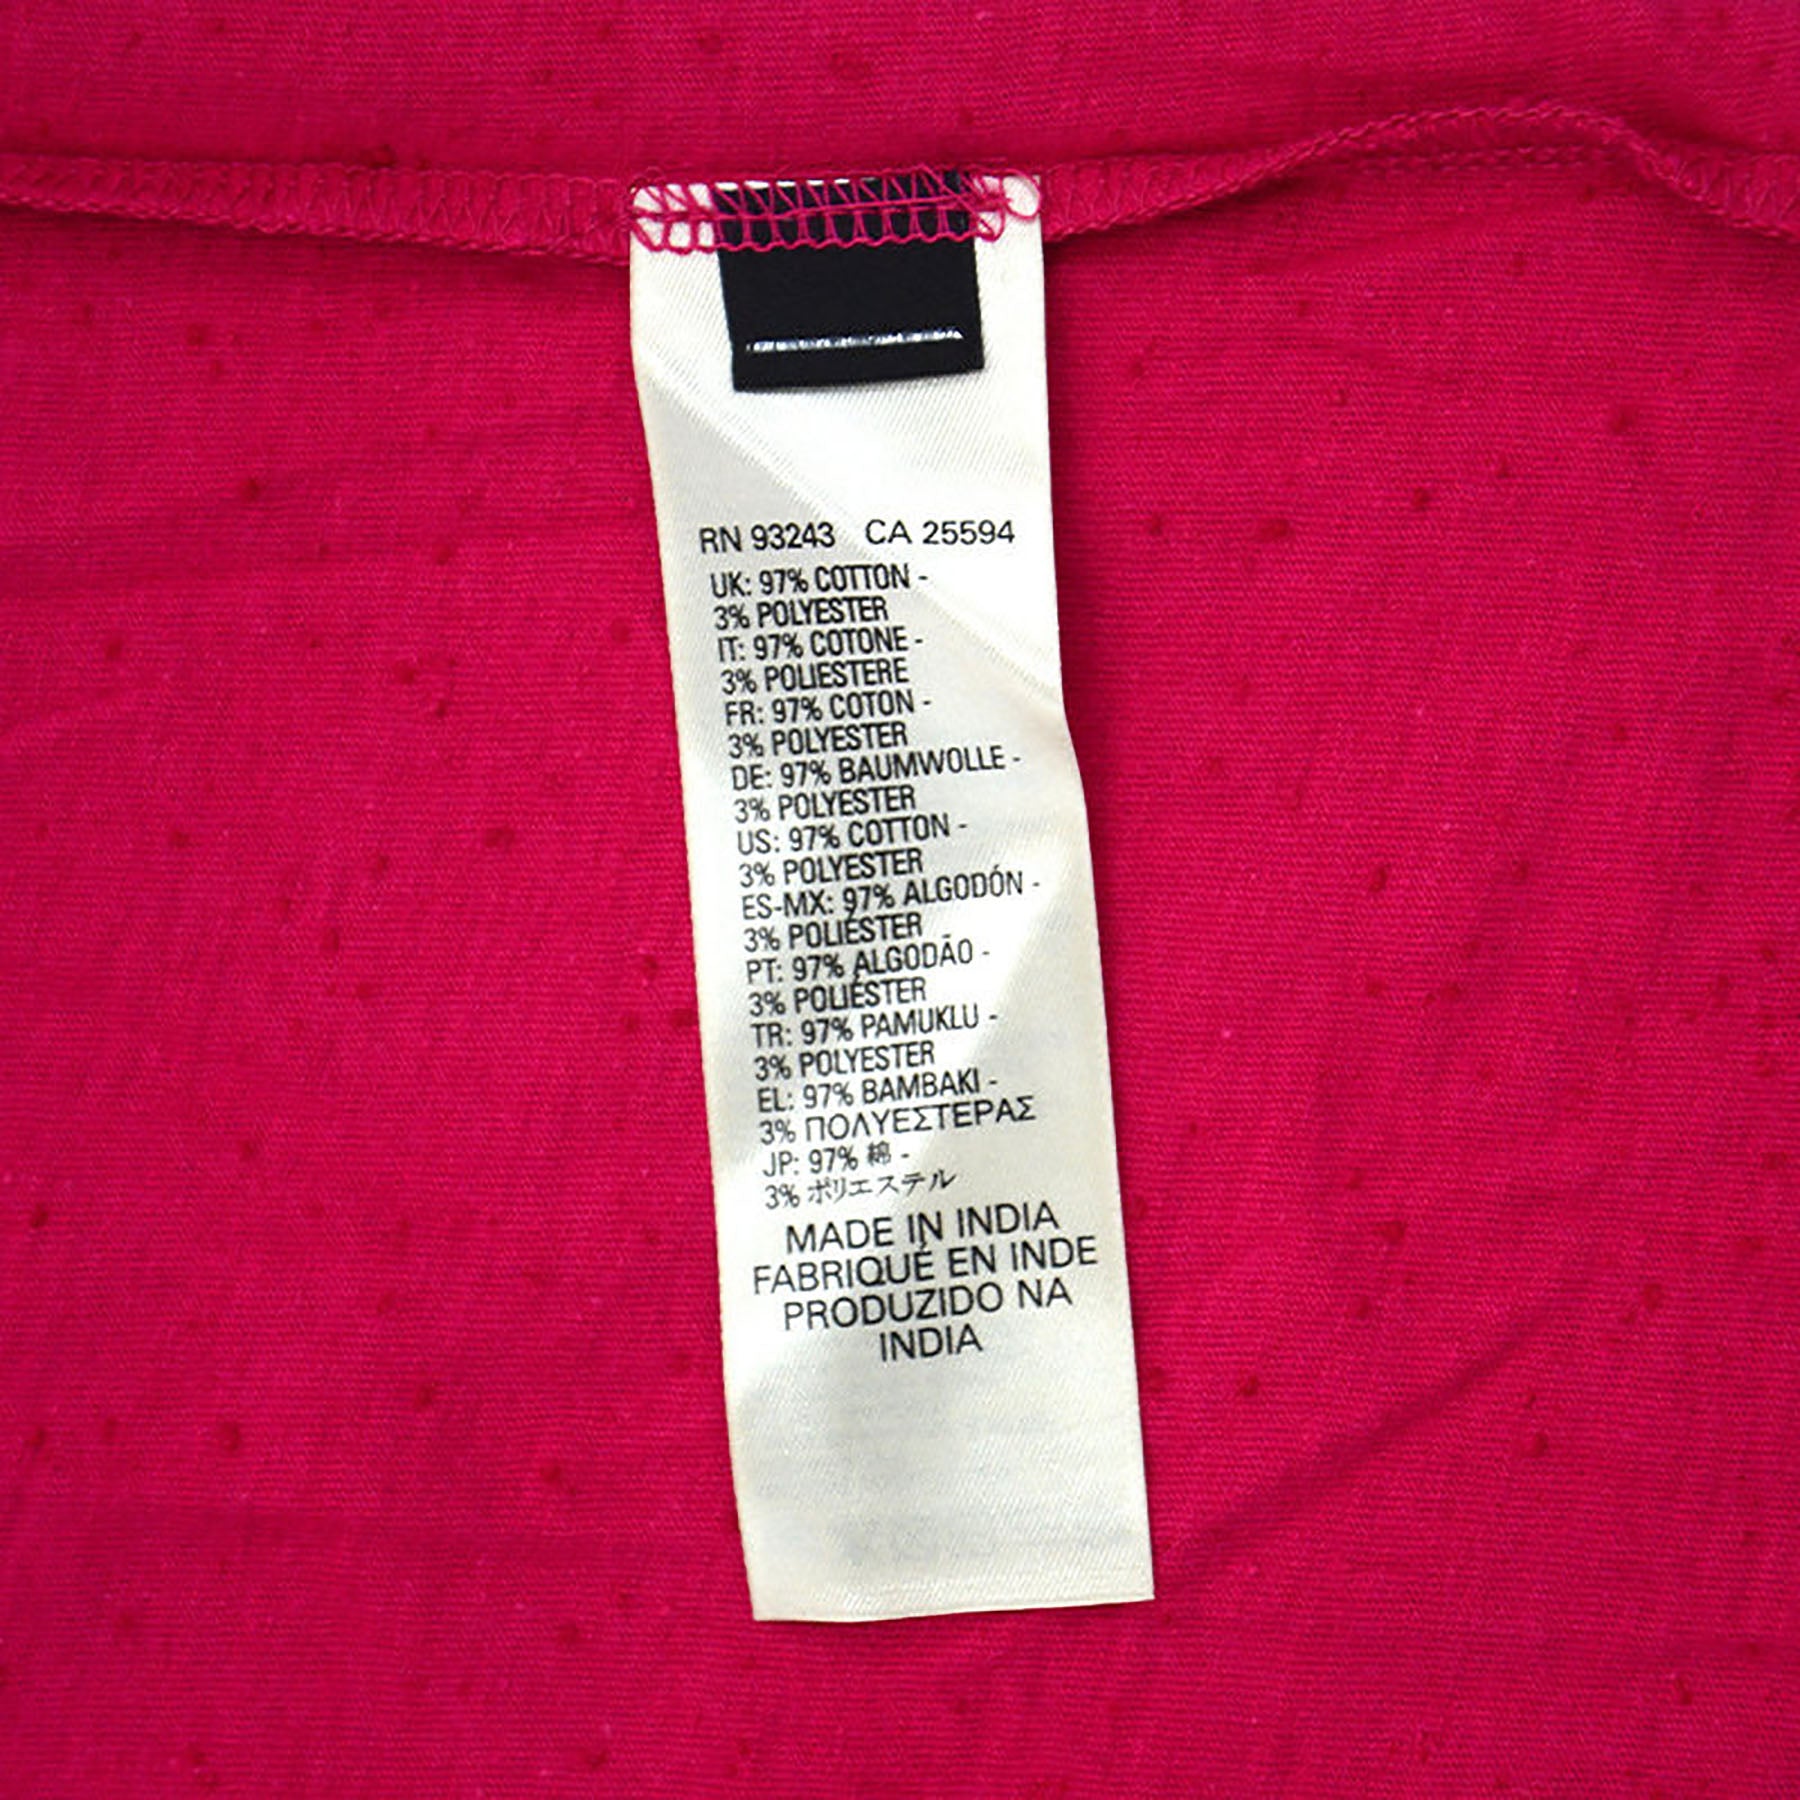 RN 93243 CA 25594
UK: 97% COTTON -
3% POLYESTER
IT: 97% COTONE -
3% POLIESTERE
FR: 97% COTON -
3% POLYESTER
DE: 97% BAUMWOLLE -
3% POLYESTER
US: 97% COTTON -
3% POLYESTER
ES-MX: 97% ALGODÓN -
3% POLIÉSTER
PT: 97% ALGODÃO -
3% POLIÉSTER
TR: 97% PAMUKLU -
3% POLYESTER
EL: 97% BAMBAKI -
3% ΠΟΛΥΕΣΤΕΡΑΣ
JP: 97% 綿 -
3% ポリエステル
MADE IN INDIA
FABRIQUÉ EN INDE
PRODUZIDO NA
INDIA